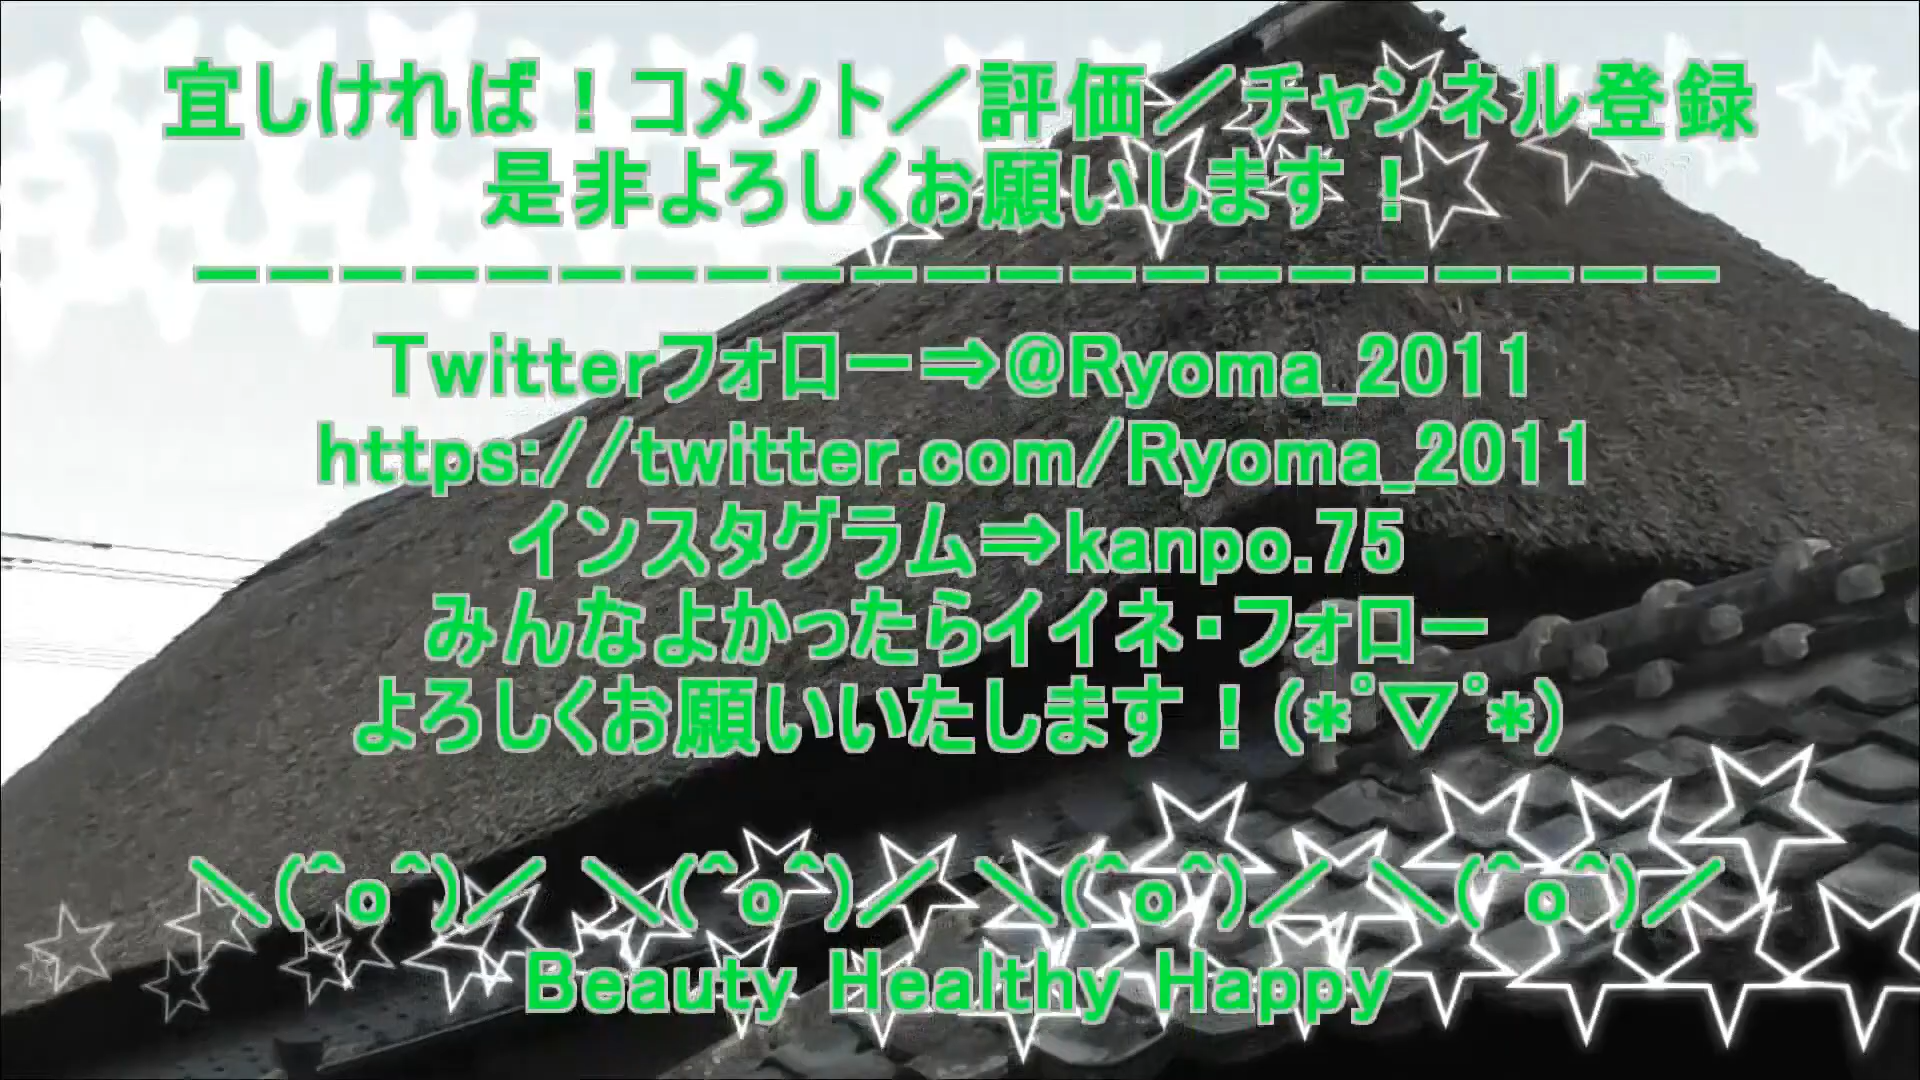 宜しければ！コメント／評価／チャンネル登録
是非よろしくお願いします！
ーーーーーーーーーーーーーーーーーーーーー
Twitterフォロー⇒@Ryoma_2011
https://twitter.com/Ryoma_2011
インスタグラム⇒kanpo.75
みんなよかったらイイネ・フォロー
よろしくお願いいたします！(*ﾟ▽ﾟ*)
＼(^o^)／ ＼(^o^)／ ＼(^o^)／ ＼(^o^)／
Beauty Healthy Happy